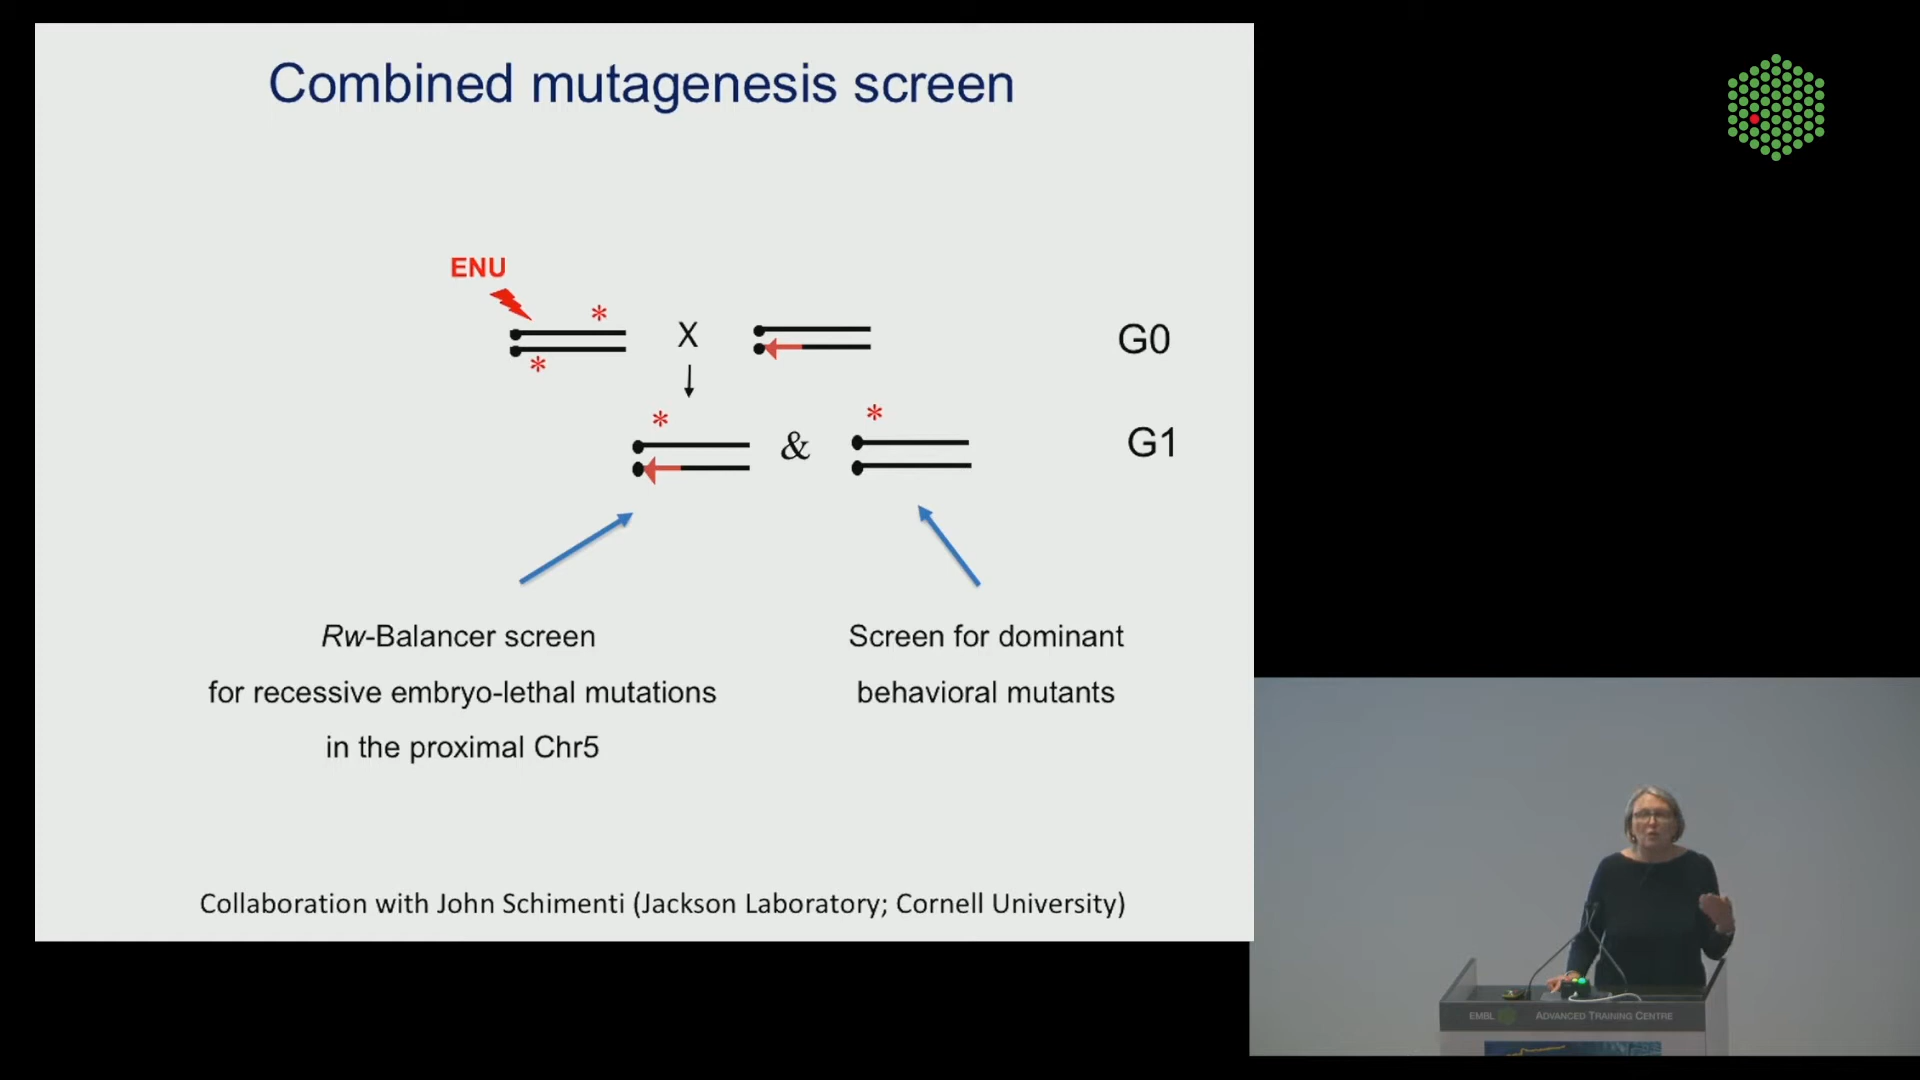 Combined mutagenesis screen
ENU
*
*
X
G0
*
&
*
G1
Rw-Balancer screen
for recessive embryo-lethal mutations
in the proximal Chr5
Screen for dominant
behavioral mutants
Collaboration with John Schimenti (Jackson Laboratory; Cornell University)
EMBL ADVANCED TRAINING CENTRE